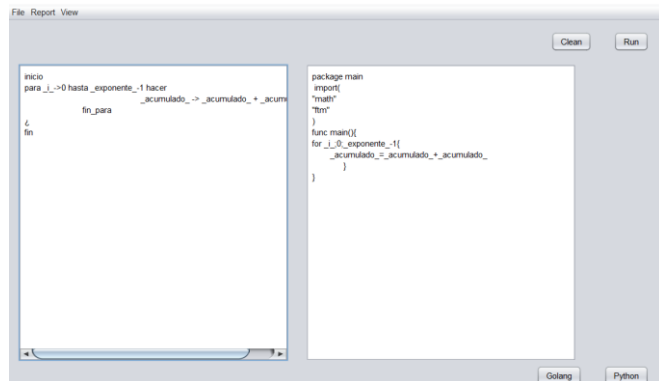 File Report View
Clean Run
inicio
para _i_->0 hasta _exponente_-1 hacer
_acumulado_ -> _acumulado_ + _acum
fin_para
¿
fin
package main
import(
"math"
"ftm"
)
func main(){
for _i_;0;_exponente_-1{
_acumulado_=_acumulado_+_acumulado_
}
}
Golang Python